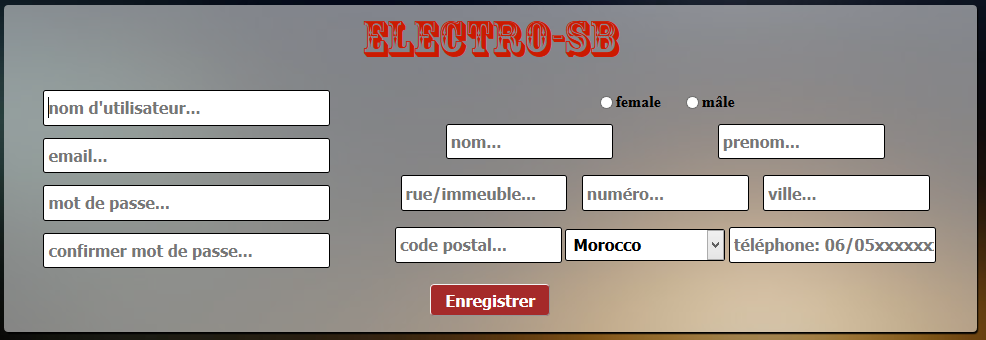 ELECTRO-SB
nom d'utilisateur...
email...
mot de passe...
confirmer mot de passe...
female mâle
nom... prenom...
rue/immeuble... numéro... ville...
code postal... Morocco téléphone: 06/05xxxxxx
Enregistrer